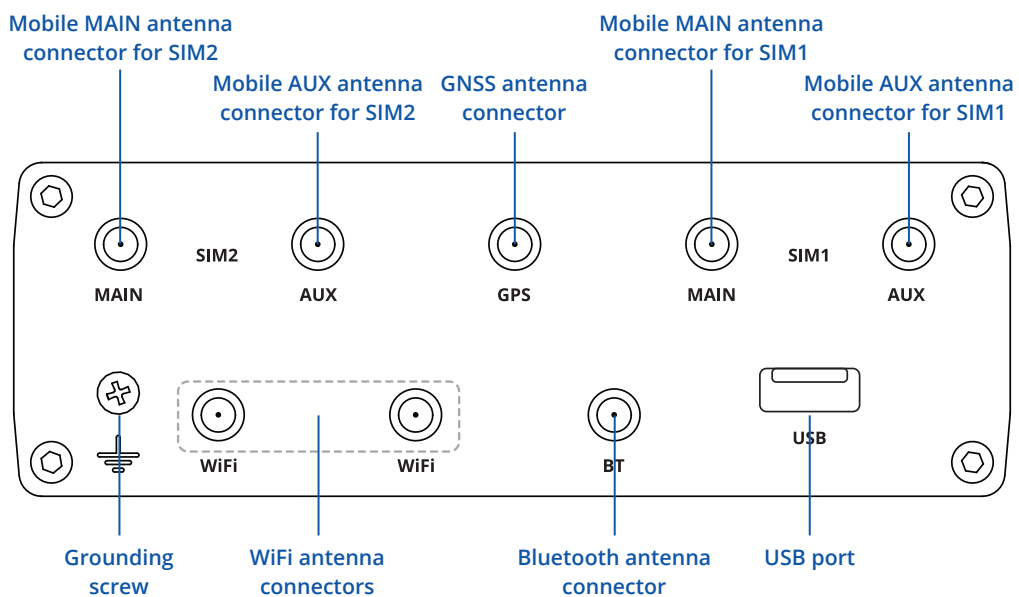 Mobile MAIN antenna
connector for SIM2
Mobile AUX antenna
connector for SIM2
GNSS antenna
connector
Mobile MAIN antenna
connector for SIM1
Mobile AUX antenna
connector for SIM1
SIM2
SIM1
MAIN
AUX
GPS
MAIN
AUX
WiFi
WiFi
BT
USB
Grounding
screw
WiFi antenna
connectors
Bluetooth antenna
connector
USB port